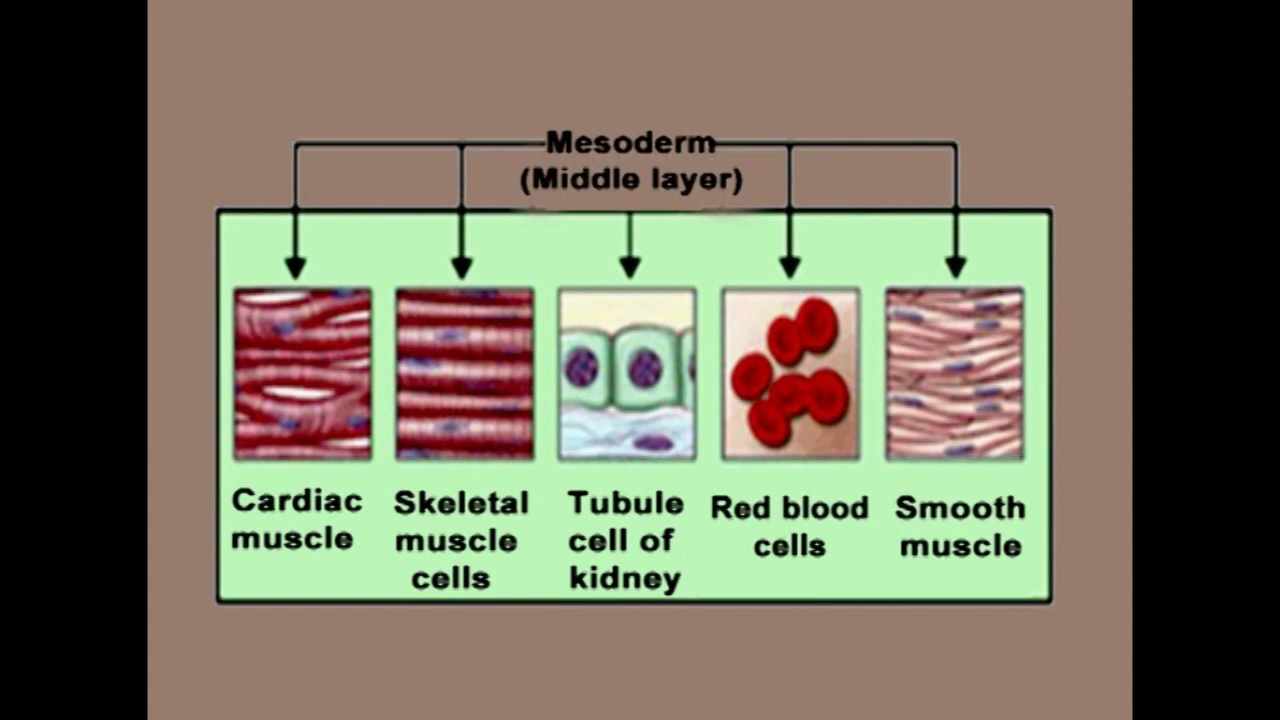 Mesoderm
(Middle layer)
Cardiac
muscle
Skeletal
muscle
cells
Tubule
cell of
kidney
Red blood
cells
Smooth
muscle